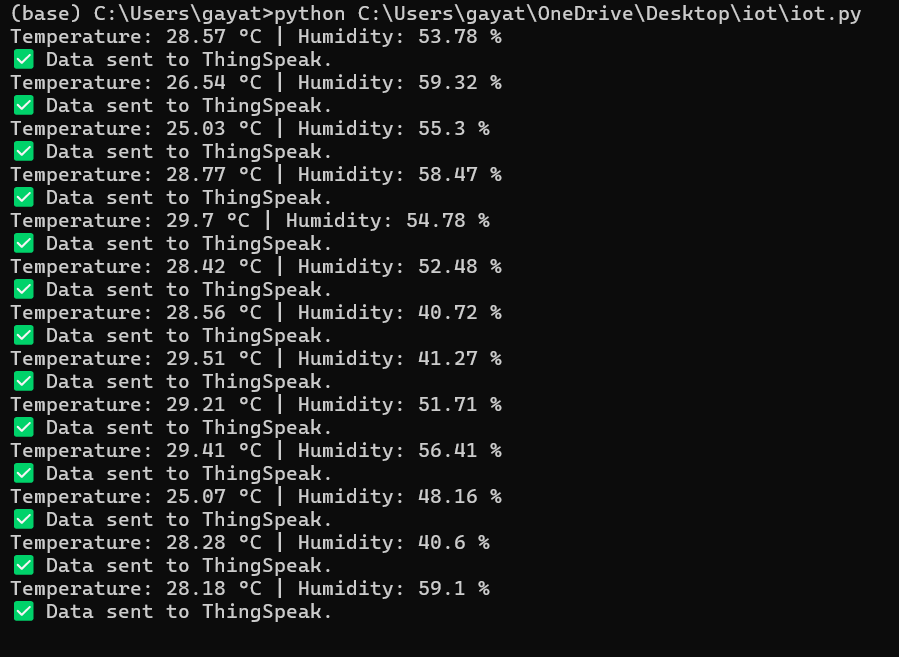 (base) C:\Users\gayat>python C:\Users\gayat\OneDrive\Desktop\iot\iot.py
Temperature: 28.57 °C | Humidity: 53.78 %
✅ Data sent to ThingSpeak.
Temperature: 26.54 °C | Humidity: 59.32 %
✅ Data sent to ThingSpeak.
Temperature: 25.03 °C | Humidity: 55.3 %
✅ Data sent to ThingSpeak.
Temperature: 28.77 °C | Humidity: 58.47 %
✅ Data sent to ThingSpeak.
Temperature: 29.7 °C | Humidity: 54.78 %
✅ Data sent to ThingSpeak.
Temperature: 28.42 °C | Humidity: 52.48 %
✅ Data sent to ThingSpeak.
Temperature: 28.56 °C | Humidity: 40.72 %
✅ Data sent to ThingSpeak.
Temperature: 29.51 °C | Humidity: 41.27 %
✅ Data sent to ThingSpeak.
Temperature: 29.21 °C | Humidity: 51.71 %
✅ Data sent to ThingSpeak.
Temperature: 29.41 °C | Humidity: 56.41 %
✅ Data sent to ThingSpeak.
Temperature: 25.07 °C | Humidity: 48.16 %
✅ Data sent to ThingSpeak.
Temperature: 28.28 °C | Humidity: 40.6 %
✅ Data sent to ThingSpeak.
Temperature: 28.18 °C | Humidity: 59.1 %
✅ Data sent to ThingSpeak.